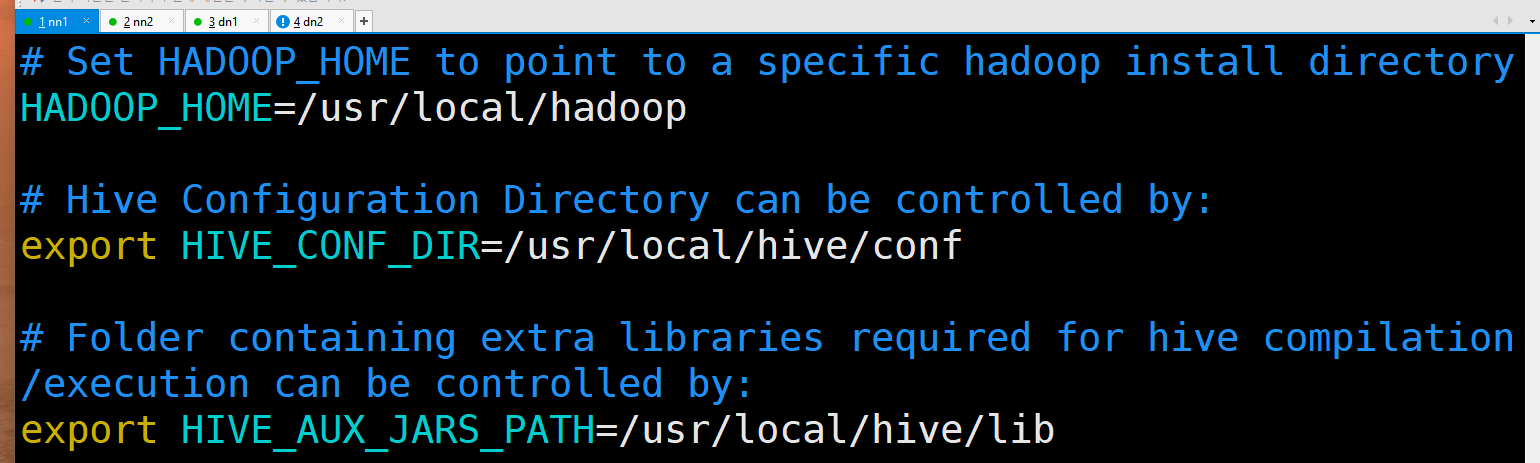 1 nn1
2 nn2
3 dn1
4 dn2
# Set HADOOP_HOME to point to a specific hadoop install directory
HADOOP_HOME=/usr/local/hadoop
# Hive Configuration Directory can be controlled by:
export HIVE_CONF_DIR=/usr/local/hive/conf
# Folder containing extra libraries required for hive compilation
/execution can be controlled by:
export HIVE_AUX_JARS_PATH=/usr/local/hive/lib